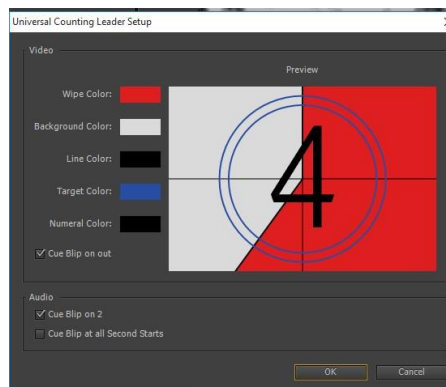 Universal Counting Leader Setup
Video
Preview
Wipe Color:
Background Color:
Line Color:
Target Color:
Numeral Color:
Cue Blip on out
4
Audio
Cue Blip on 2
Cue Blip at all Second Starts
OK
Cancel